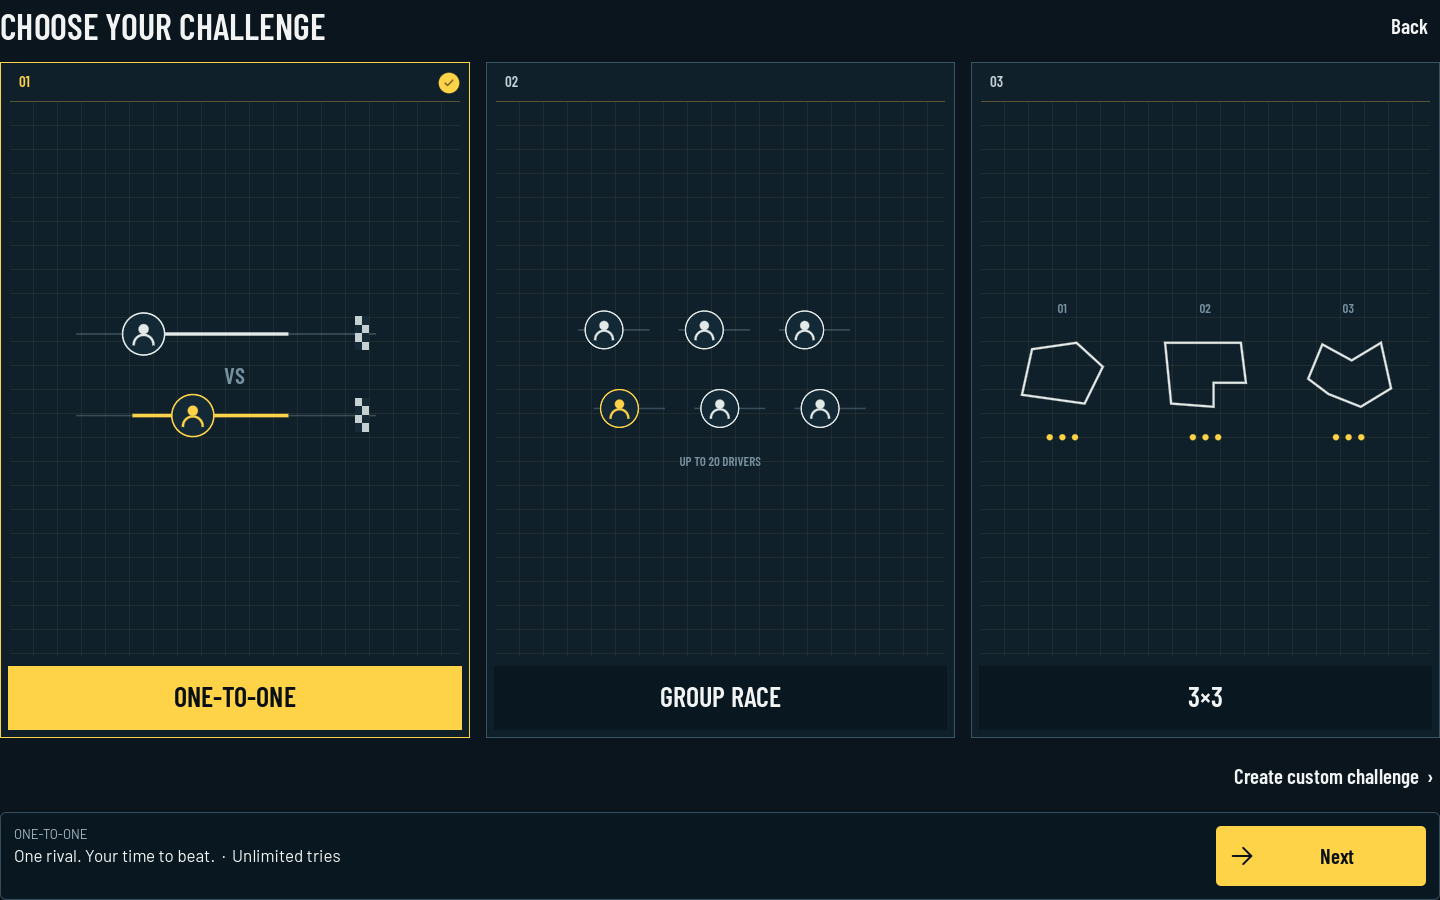 CHOOSE YOUR CHALLENGE
Back
01
02
03
VS
UP TO 20 DRIVERS
01
02
03
ONE-TO-ONE
GROUP RACE
3×3
Create custom challenge ›
ONE-TO-ONE
One rival. Your time to beat. · Unlimited tries
Next